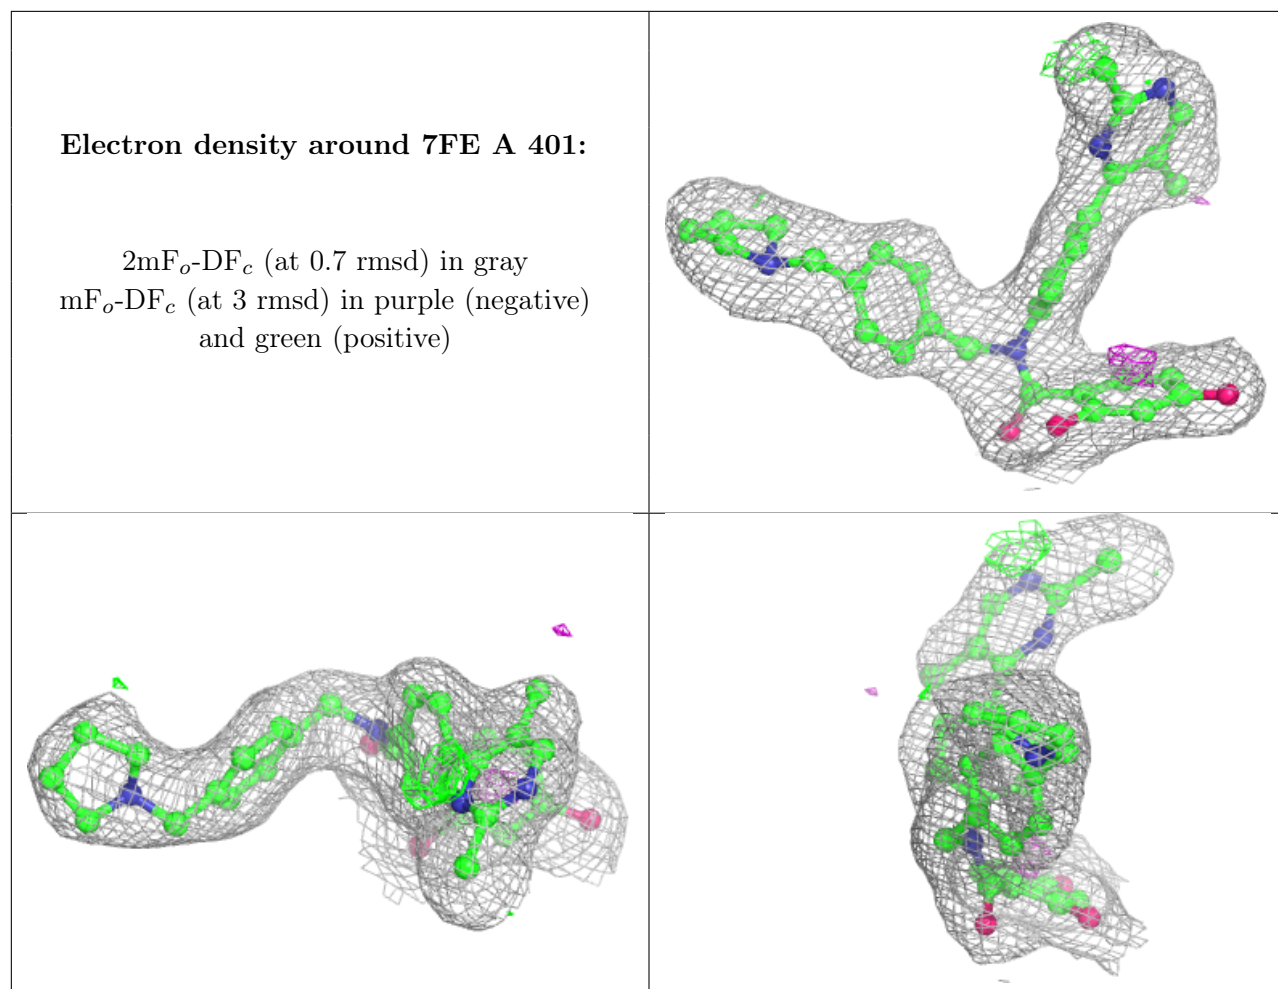 Electron density around 7FE A 401:
2mFo-DFc (at 0.7 rmsd) in gray
mFo-DFc (at 3 rmsd) in purple (negative)
and green (positive)